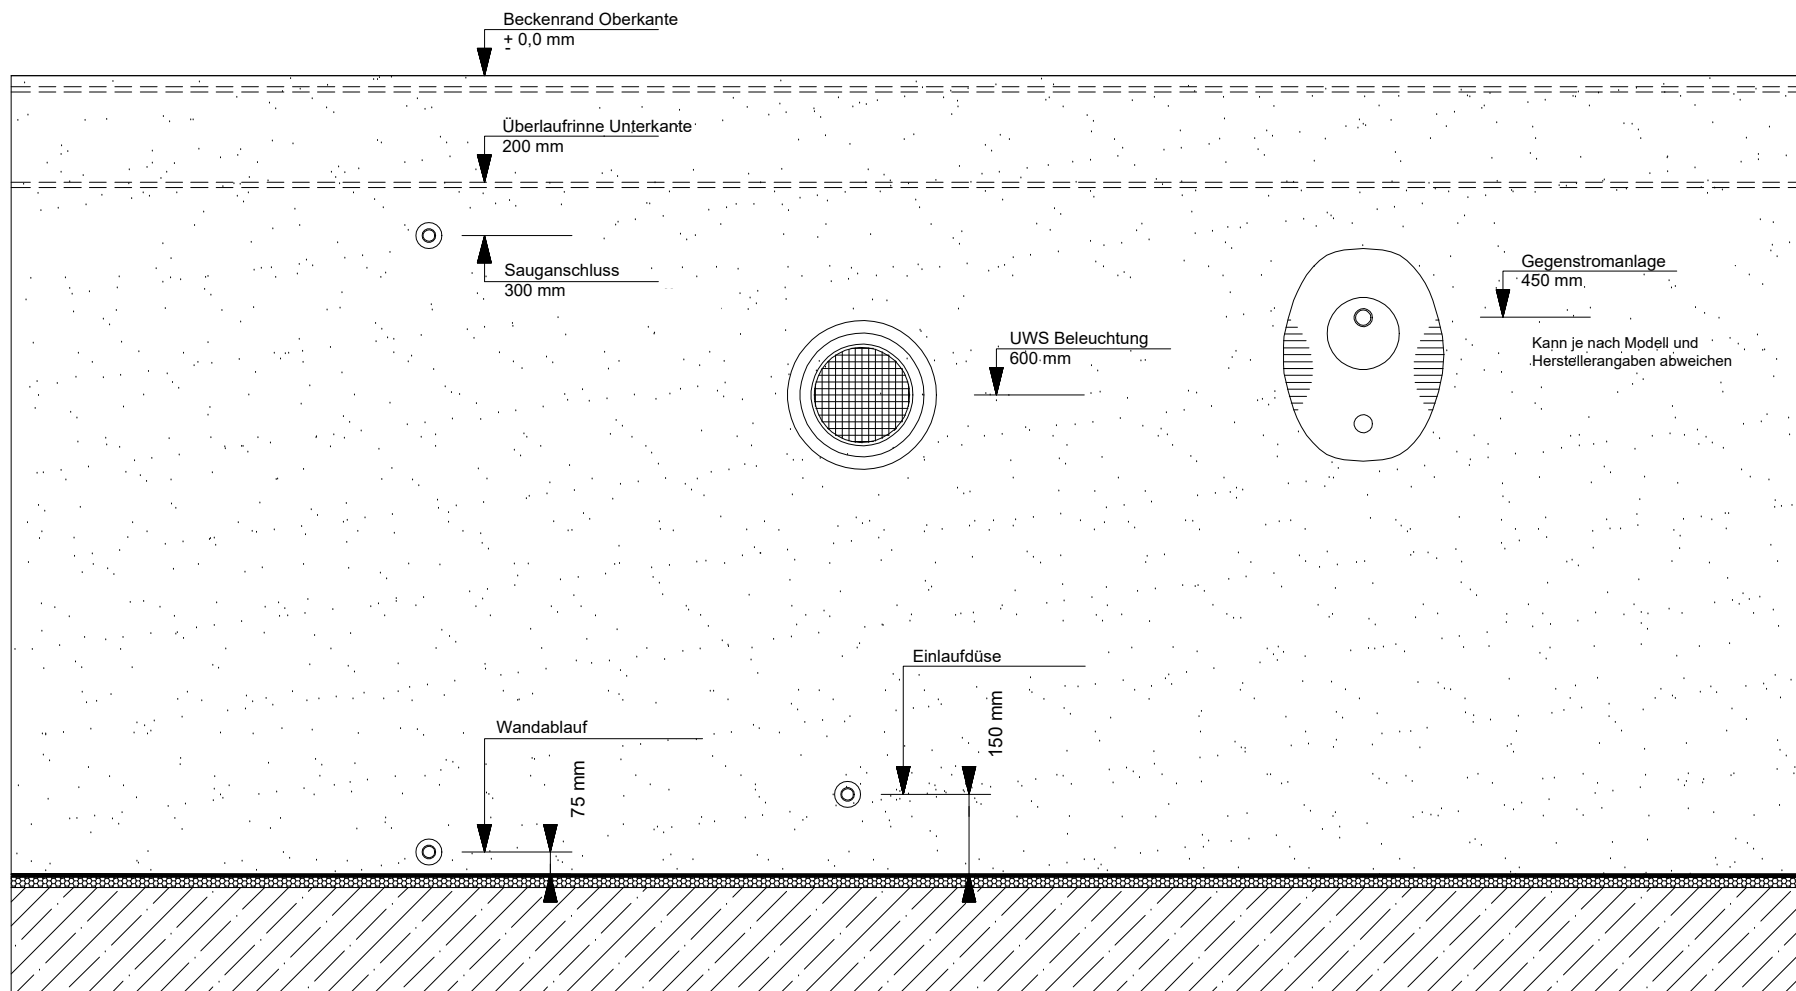 Beckenrand Oberkante
± 0,0 mm
Überlaufrinne Unterkante
200 mm
Sauganschluss
300 mm
Gegenstromanlage
450 mm
Kann je nach Modell und
Herstellerangaben abweichen
UWS Beleuchtung
600 mm
Einlaufdüse
150 mm
Wandablauf
75 mm